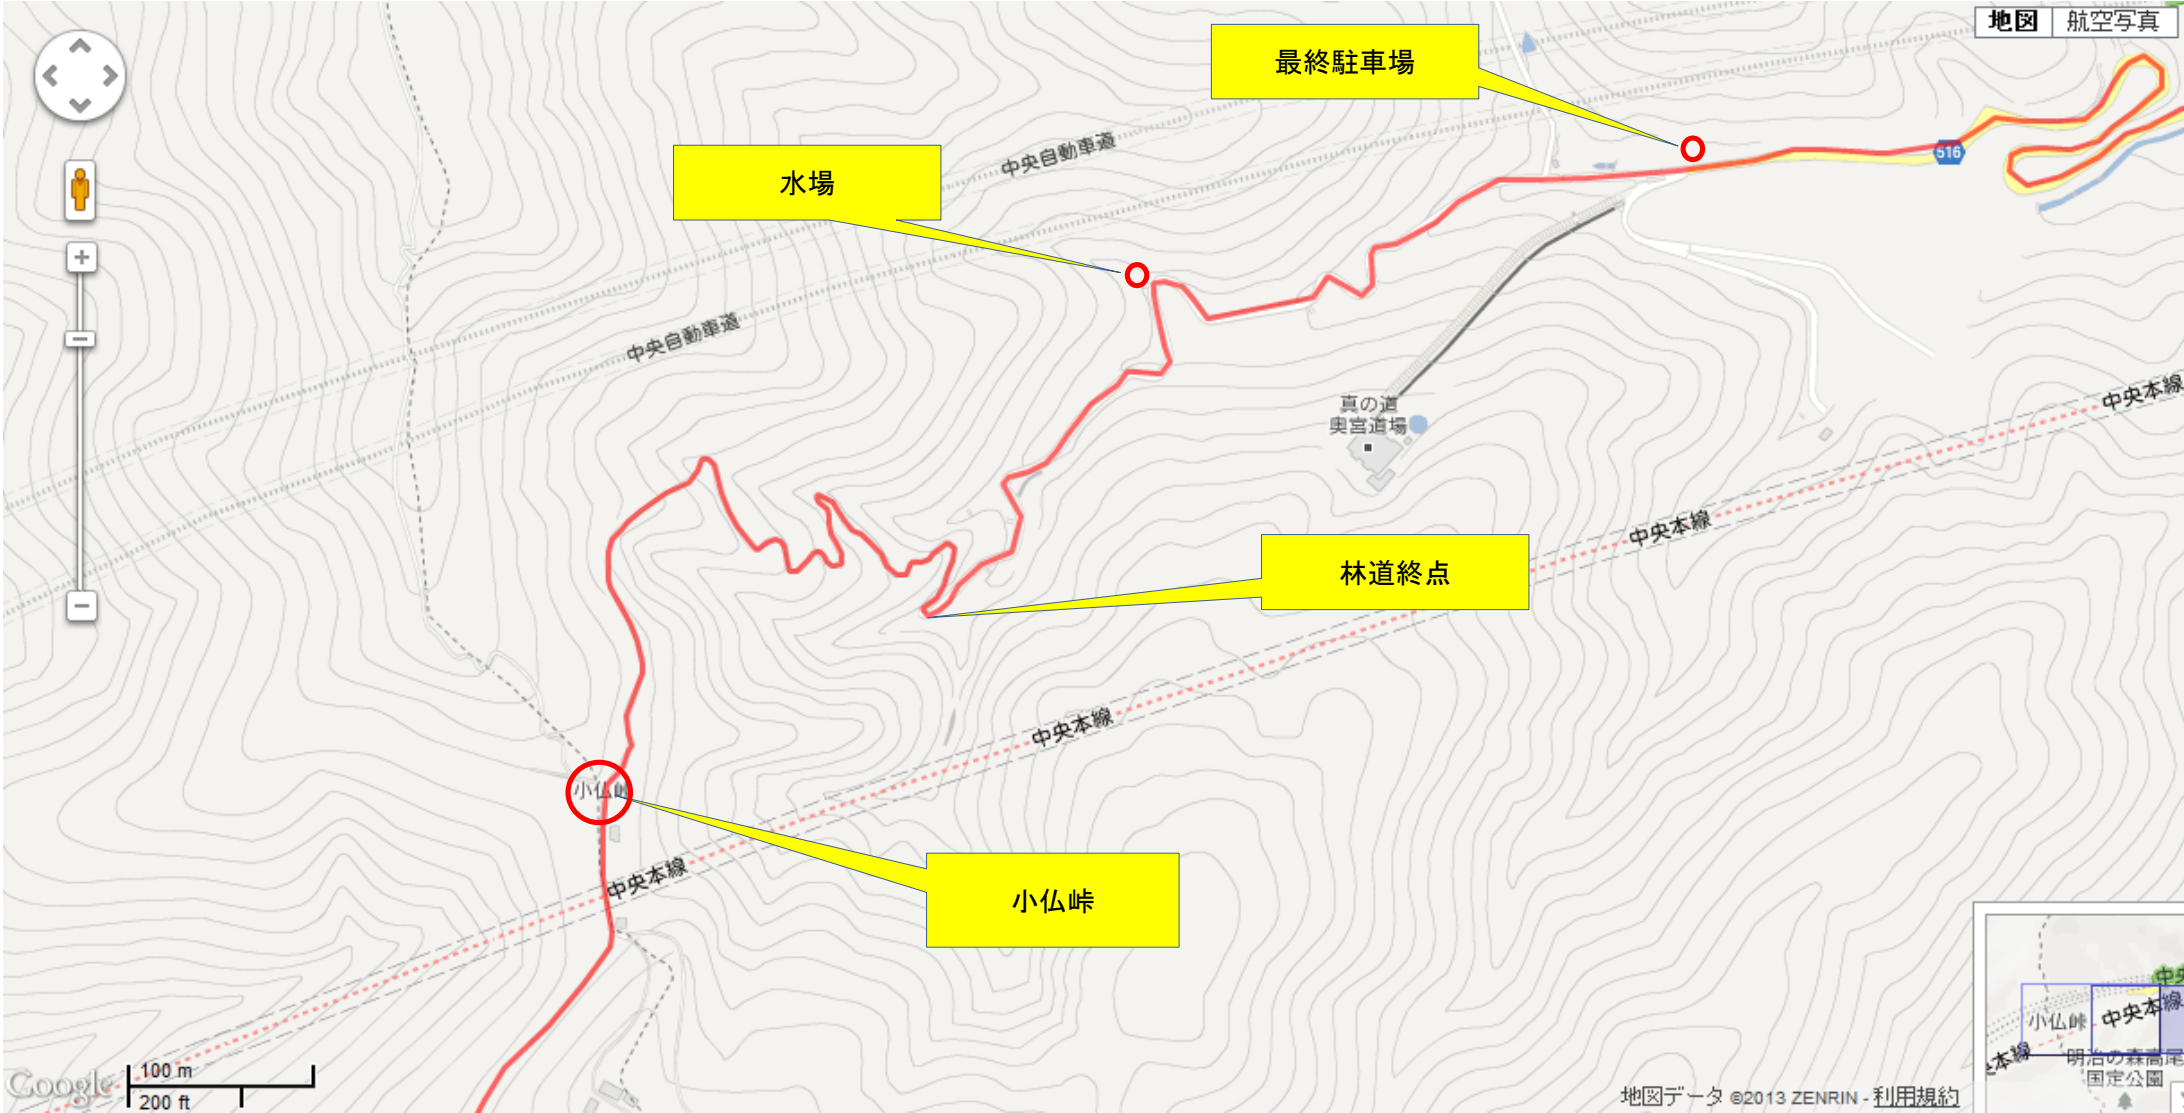 地図
航空写真
最終駐車場
中央自動車道
水場
516
中央自動車道
真の道
奥宮道場
中央本線
中央本線
林道終点
中央本線
小仏峠
中央本線
小仏峠
小仏峠
中央本線
明治の森高尾
国定公園
100 m
200 ft
Google
地図データ ©2013 ZENRIN - 利用規約